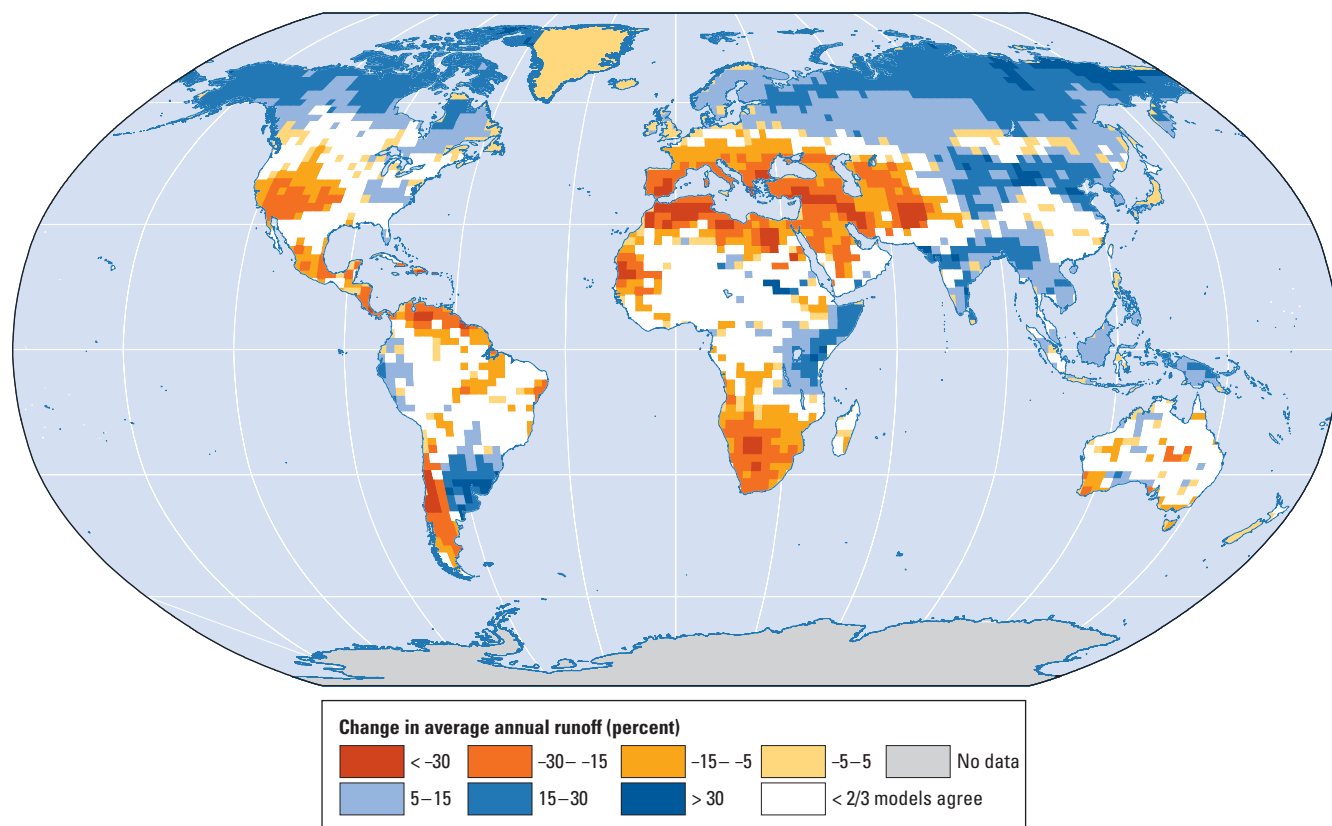 Change in average annual runoff (percent)
< -30 -30– -15 -15– -5 -5–5 No data
5–15 15–30 > 30 < 2/3 models agree